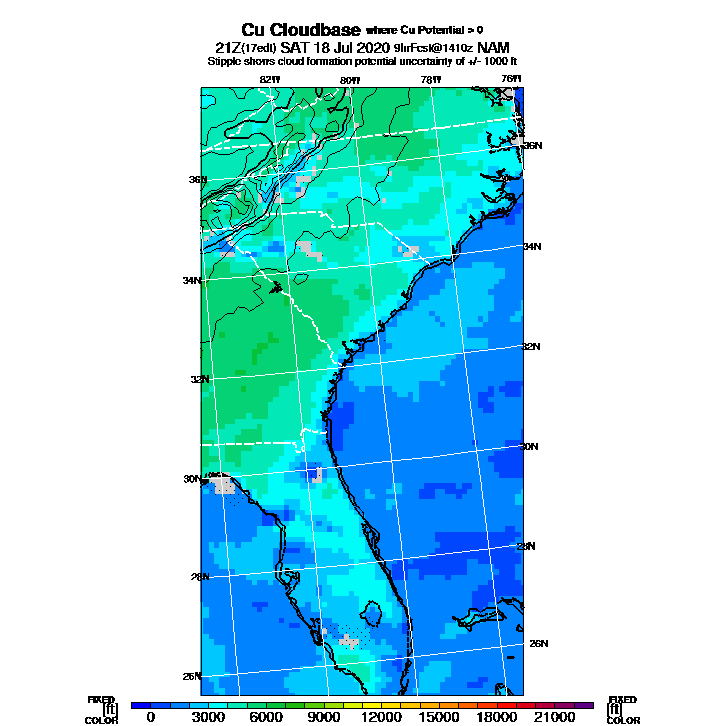 Cu Cloudbase where Cu Potential > 0
21Z(17edt) SAT 18 Jul 2020 9hrFcst@1410z NAM
Stipple shows cloud formation potential uncertainty of +/- 1000 ft
82W 80W 78W 76W
36N
36N
34N
34N
32N
32N
30N
30N
28N
28N
26N
26N
FIXED [ft] COLOR
0 3000 6000 9000 12000 15000 18000 21000
FIXED [ft] COLOR